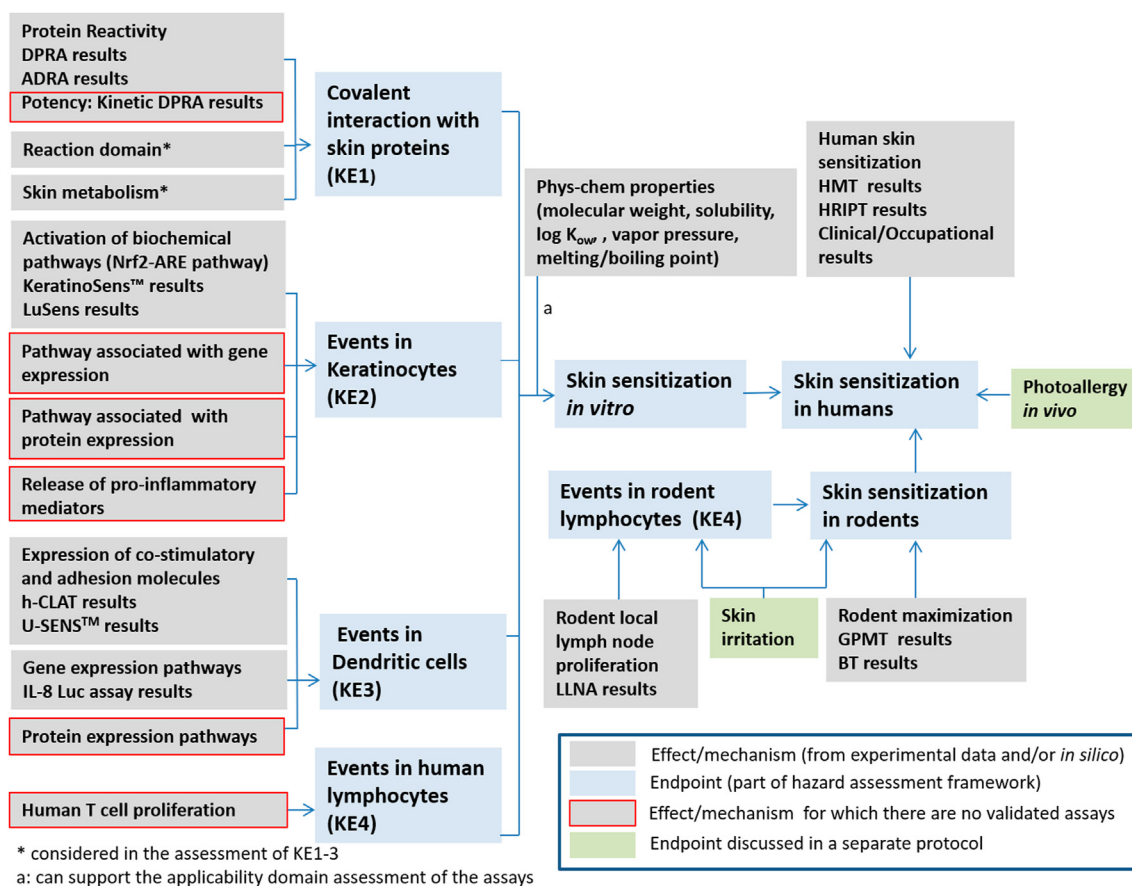 Protein Reactivity
DPRA results
ADRA results
Potency: Kinetic DPRA results
Reaction domain*
Skin metabolism*
Covalent
interaction with
skin proteins
(KE1)
Activation of biochemical
pathways (Nrf2-ARE pathway)
KeratinoSens™ results
LuSens results
Pathway associated with gene
expression
Pathway associated with
protein expression
Release of pro-inflammatory
mediators
Events in
Keratinocytes
(KE2)
Expression of co-stimulatory
and adhesion molecules
h-CLAT results
U-SENS™ results
Gene expression pathways
IL-8 Luc assay results
Protein expression pathways
Events in
Dendritic cells
(KE3)
Human T cell proliferation
Events in human
lymphocytes
(KE4)
Phys-chem properties
(molecular weight, solubility,
log Kow, , vapor pressure,
melting/boiling point)
a
Human skin
sensitization
HMT results
HRIPT results
Clinical/Occupational
results
Skin sensitization
in vitro
Skin sensitization
in humans
Photoallergy
in vivo
Events in rodent
lymphocytes (KE4)
Skin sensitization
in rodents
Rodent local
lymph node
proliferation
LLNA results
Skin
irritation
Rodent maximization
GPMT results
BT results
Effect/mechanism (from experimental data and/or in silico)
Endpoint (part of hazard assessment framework)
Effect/mechanism for which there are no validated assays
Endpoint discussed in a separate protocol
* considered in the assessment of KE1-3
a: can support the applicability domain assessment of the assays